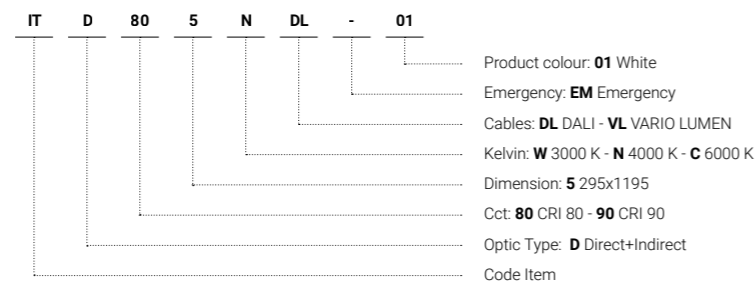 IT D 80 5 N DL - 01
Product colour: 01 White
Emergency: EM Emergency
Cables: DL DALI - VL VARIO LUMEN
Kelvin: W 3000 K - N 4000 K - C 6000 K
Dimension: 5 295x1195
Cct: 80 CRI 80 - 90 CRI 90
Optic Type: D Direct+Indirect
Code Item